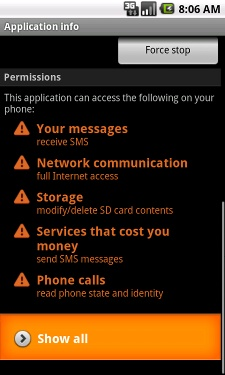 3G
8:06 AM
Application info
Force stop
Permissions
This application can access the following on your
phone:
Your messages
receive SMS
Network communication
full Internet access
Storage
modify/delete SD card contents
Services that cost you
money
send SMS messages
Phone calls
read phone state and identity
Show all